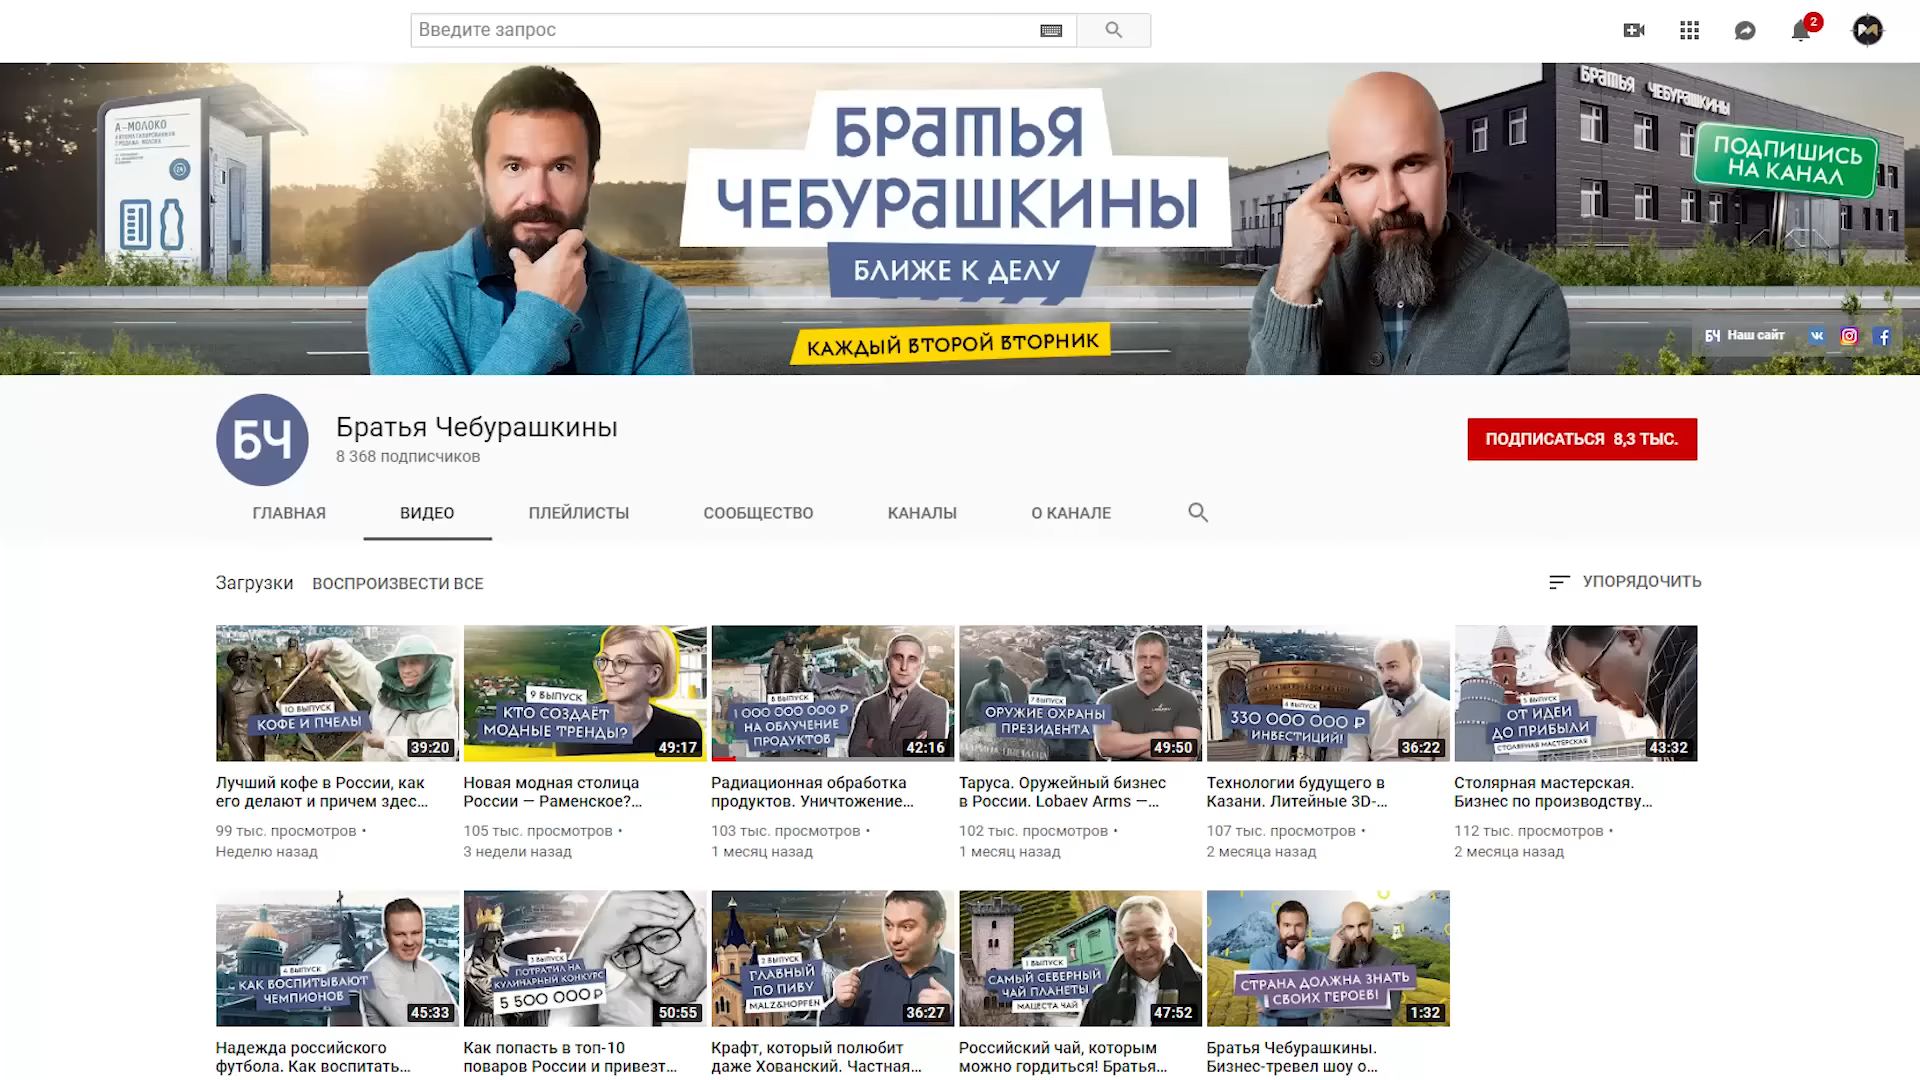 Введите запрос
2
А-МОЛОКО
24
БРАТЬЯ
ЧЕБУРАШКИНЫ
БЛИЖЕ К ДЕЛУ
КАЖДЫЙ ВТОРОЙ ВТОРНИК
БРАТЬЯ ЧЕБУРАШКИНЫ
ПОДПИШИСЬ
НА КАНАЛ
БЧ Наш сайт
БЧ
Братья Чебурашкины
8 368 подписчиков
ПОДПИСАТЬСЯ 8,3 ТЫС.
ГЛАВНАЯ ВИДЕО ПЛЕЙЛИСТЫ СООБЩЕСТВО КАНАЛЫ О КАНАЛЕ
Загрузки ВОСПРОИЗВЕСТИ ВСЕ
УПОРЯДОЧИТЬ
10 ВЫПУСК
КОФЕ И ПЧЕЛЫ
39:20
Лучший кофе в России, как
его делают и причем здес...
99 тыс. просмотров •
Неделю назад
9 ВЫПУСК
КТО СОЗДАЁТ
МОДНЫЕ ТРЕНДЫ?
49:17
Новая модная столица
России — Раменское?...
105 тыс. просмотров •
3 недели назад
8 ВЫПУСК
1 000 000 000 ₽
НА ОБЛУЧЕНИЕ
ПРОДУКТОВ
42:16
Радиационная обработка
продуктов. Уничтожение...
103 тыс. просмотров •
1 месяц назад
7 ВЫПУСК
ОРУЖИЕ ОХРАНЫ
ПРЕЗИДЕНТА
49:50
Таруса. Оружейный бизнес
в России. Lobaev Arms —...
102 тыс. просмотров •
1 месяц назад
330 000 000 ₽
ИНВЕСТИЦИЙ!
36:22
Технологии будущего в
Казани. Литейные 3D-...
107 тыс. просмотров •
2 месяца назад
5 ВЫПУСК
ОТ ИДЕИ
ДО ПРИБЫЛИ
СТОЛЯРНАЯ МАСТЕРСКАЯ
43:32
Столярная мастерская.
Бизнес по производству...
112 тыс. просмотров •
2 месяца назад
4 ВЫПУСК
КАК ВОСПИТЫВАЮТ
ЧЕМПИОНОВ
45:33
Надежда российского
футбола. Как воспитать...
3 ВЫПУСК
ПОТРАТИЛ НА
КУЛИНАРНЫЙ КОНКУРС
5 500 000₽
50:55
Как попасть в топ-10
поваров России и привезт...
2 ВЫПУСК
ГЛАВНЫЙ
ПО ПИВУ
MALZ&HOPFEN
36:27
Крафт, который полюбит
даже Хованский. Частная...
1 ВЫПУСК
САМЫЙ СЕВЕРНЫЙ
ЧАЙ ПЛАНЕТЫ
МАЦЕСТА ЧАЙ
47:52
Российский чай, которым
можно гордиться! Братья...
СТРАНА ДОЛЖНА ЗНАТЬ
СВОИХ ГЕРОЕВ!
1:32
Братья Чебурашкины.
Бизнес-тревел шоу о...